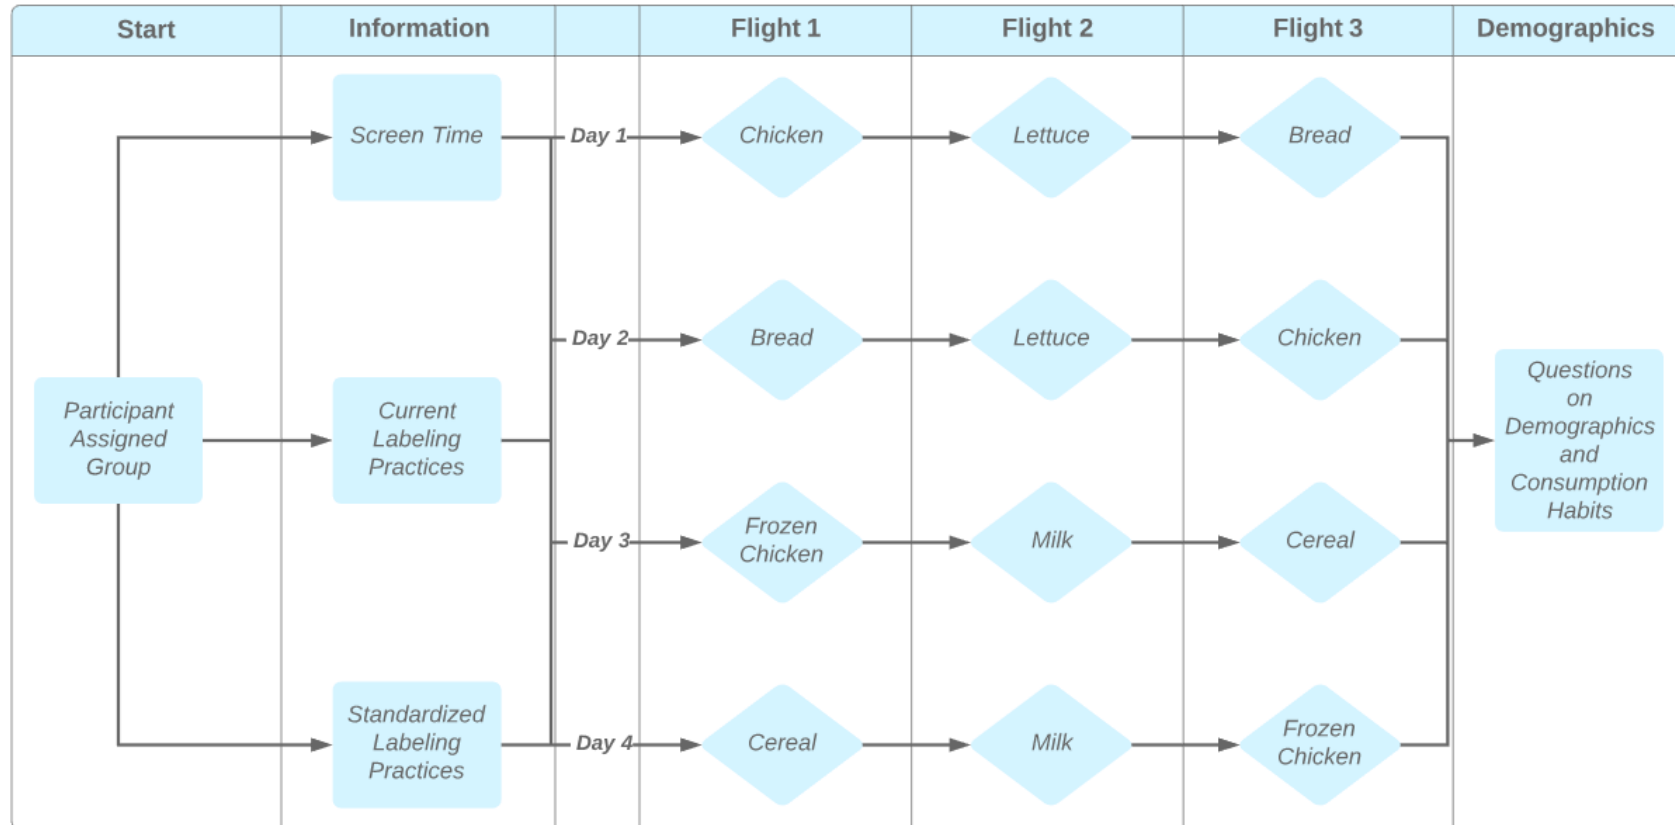 Start
Information
Flight 1
Flight 2
Flight 3
Demographics
Screen Time
Day 1
Chicken
Lettuce
Bread
Day 2
Bread
Lettuce
Chicken
Participant
Assigned
Group
Current
Labeling
Practices
Questions
on
Demographics
and
Consumption
Habits
Day 3
Frozen
Chicken
Milk
Cereal
Standardized
Labeling
Practices
Day 4
Cereal
Milk
Frozen
Chicken